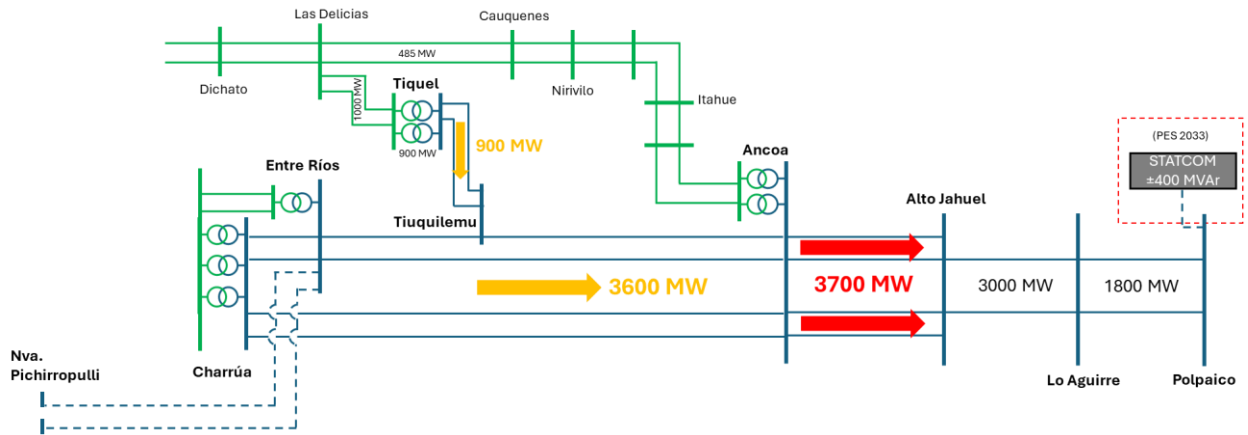 Las Delicias
Cauquenes
485 MW
Dichato
Tiquel
Nirivilo
Itahue
1000 MW
900 MW
900 MW
(PES 2033)
STATCOM
±400 MVAr
Entre Ríos
Ancoa
Tiuquilemu
Alto Jahuel
3600 MW
3700 MW
3000 MW
1800 MW
Nva.
Pichirropulli
Charrúa
Lo Aguirre
Polpaico